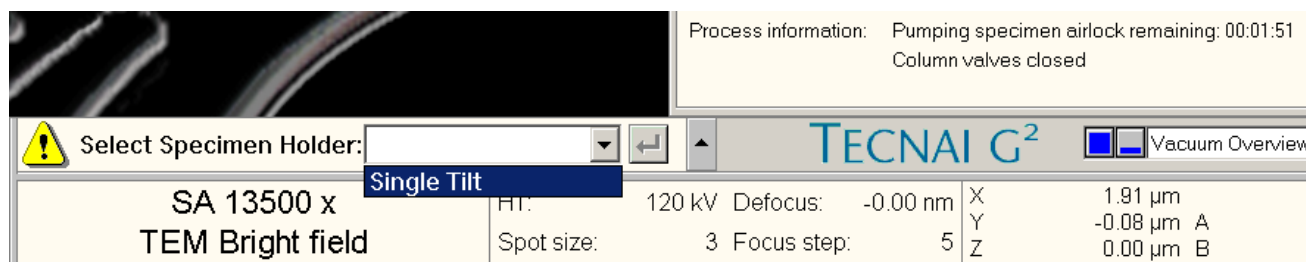 Process information: Pumping specimen airlock remaining: 00:01:51
Column valves closed
Select Specimen Holder:
TECNAI G²
Vacuum Overview
Single Tilt
SA 13500 x
TEM Bright field
HT: 120 kV
Spot size: 3
Defocus: -0.00 nm
Focus step: 5
X 1.91 µm
Y -0.08 µm A
Z 0.00 µm B